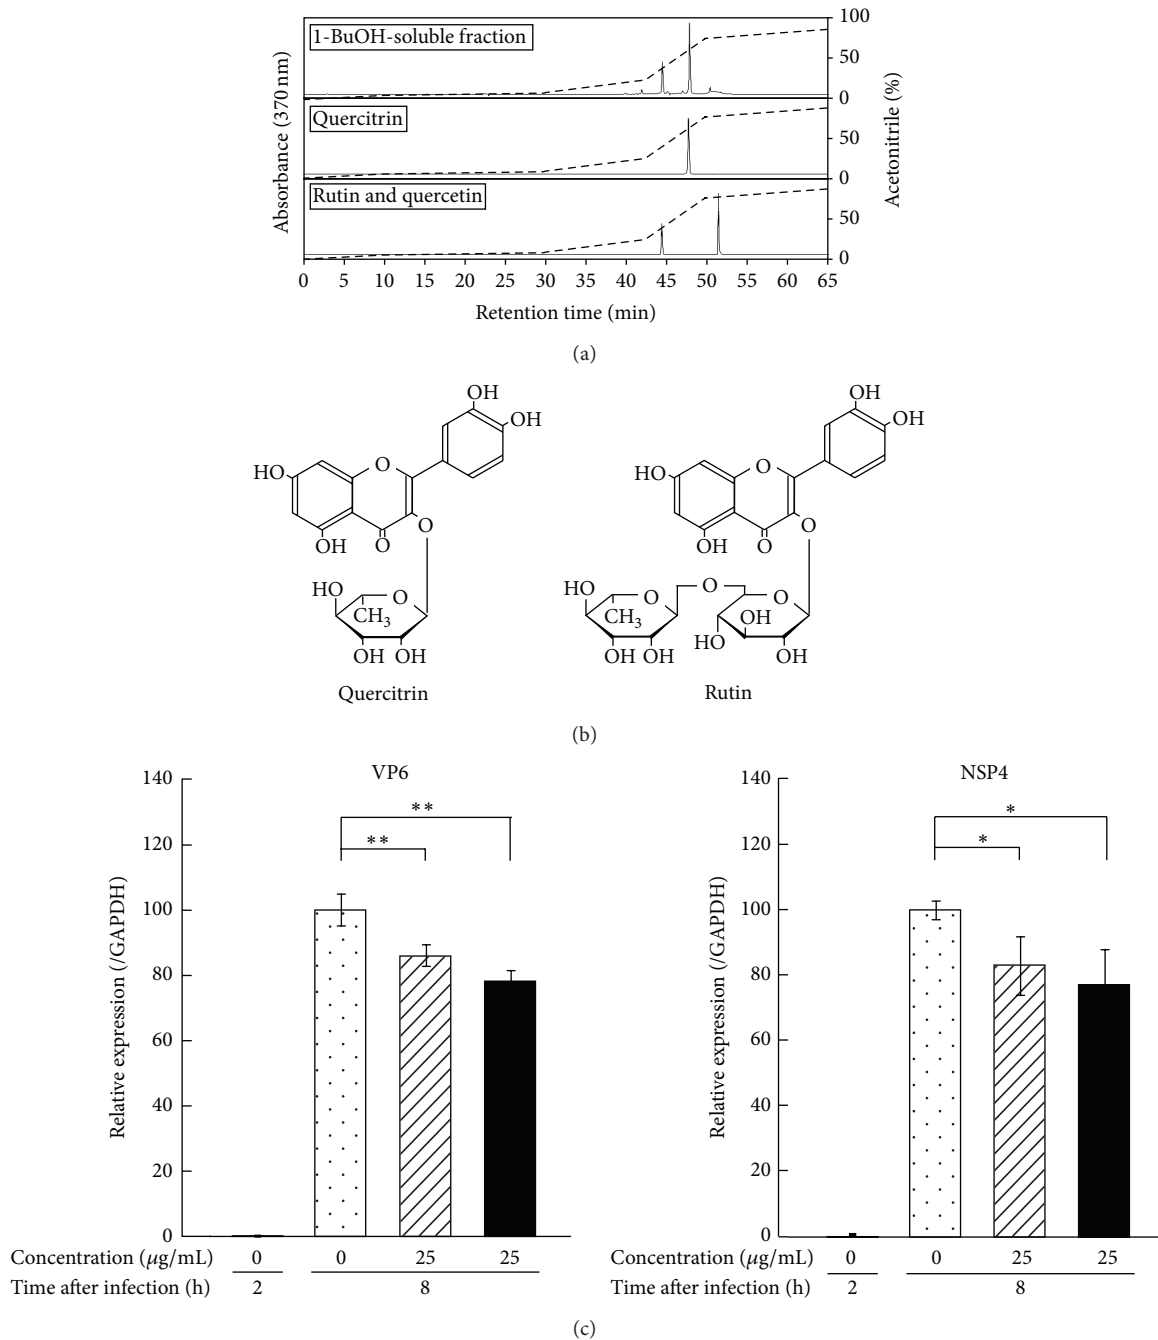 1-BuOH-soluble fraction
Quercitrin
Rutin and quercetin
Absorbance (370 nm)
Acetonitrile (%)
100
50
0
50
0
50
0
0 5 10 15 20 25 30 35 40 45 50 55 60 65
Retention time (min)
(a)
OH
OH
HO
O
O
OH
O
HO
O
CH3
OH OH
Quercitrin
OH
OH
HO
O
O
OH
O
HO
O
O
O
CH3
OH
HO
OH OH
OH
Rutin
(b)
VP6
140
120
100
80
60
40
20
0
Relative expression (/GAPDH)
**
**
Concentration (μg/mL) 0 0 25 25
Time after infection (h) 2 8
NSP4
140
120
100
80
60
40
20
0
Relative expression (/GAPDH)
*
*
Concentration (μg/mL) 0 0 25 25
Time after infection (h) 2 8
(c)